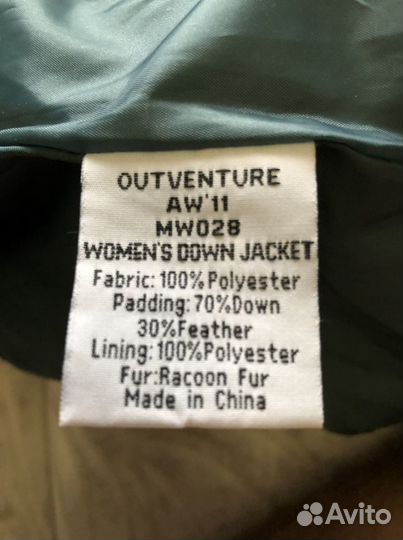 OUTVENTURE
AW'11
MW028
WOMEN'S DOWN JACKET
Fabric:100%Polyester
Padding:70%Down
30%Feather
Lining:100%Polyester
Fur:Racoon Fur
Made in China
Avito